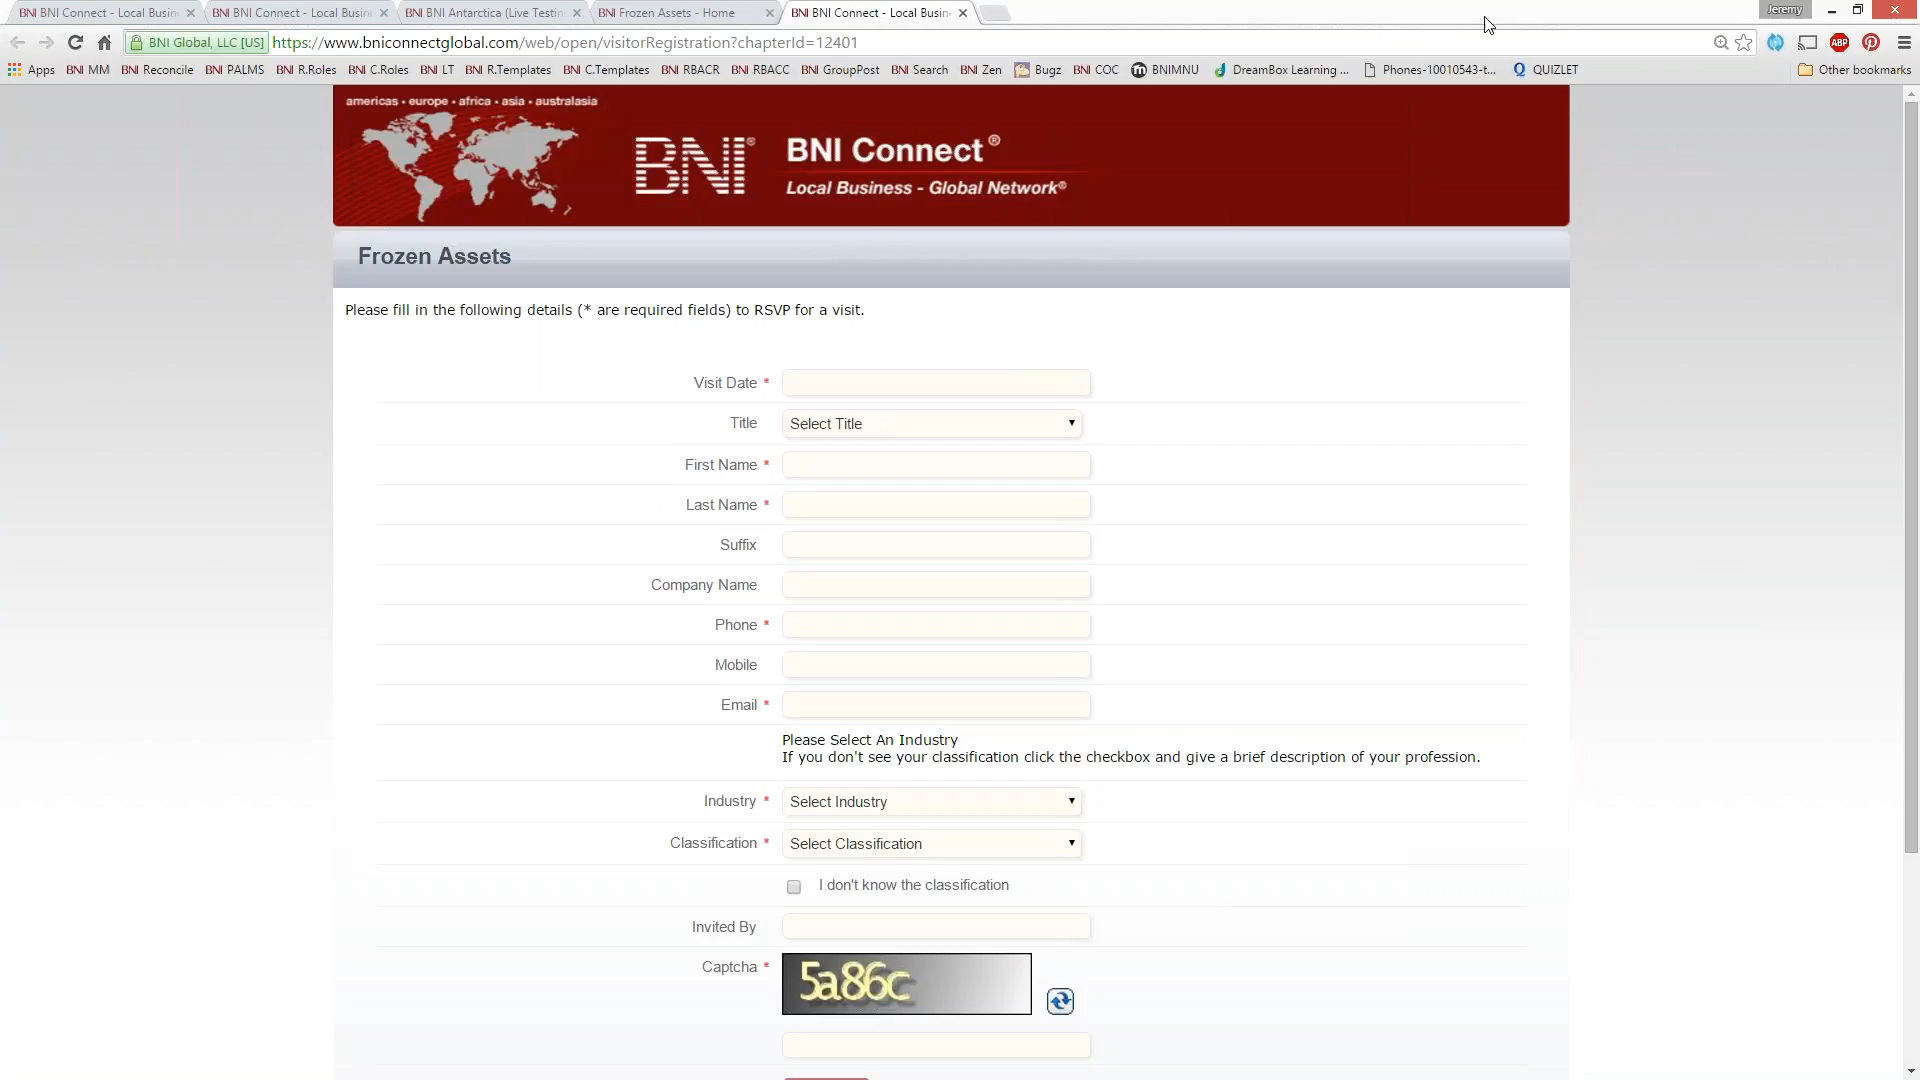 BNI BNI Connect - Local Busin
BNI BNI Connect - Local Busin
BNI BNI Antarctica (Live Testin
BNI Frozen Assets - Home
BNI BNI Connect - Local Busin
Jeremy
BNI Global, LLC [US] https://www.bniconnectglobal.com/web/open/visitorRegistration?chapterId=12401
ABP
Apps BNI MM BNI Reconcile BNI PALMS BNI R.Roles BNI C.Roles BNI LT BNI R.Templates BNI C.Templates BNI RBACR BNI RBACC BNI GroupPost BNI Search BNI Zen Bugz BNI COC BNIMNU DreamBox Learning ... Phones-10010543-t... QUIZLET Other bookmarks
americas • europe • africa • asia • australasia
BNI® BNI Connect®
Local Business - Global Network®
Frozen Assets
Please fill in the following details (* are required fields) to RSVP for a visit.
Visit Date *
Title Select Title
First Name *
Last Name *
Suffix
Company Name
Phone *
Mobile
Email *
Please Select An Industry
If you don't see your classification click the checkbox and give a brief description of your profession.
Industry * Select Industry
Classification * Select Classification
I don't know the classification
Invited By
Captcha * 5a86c